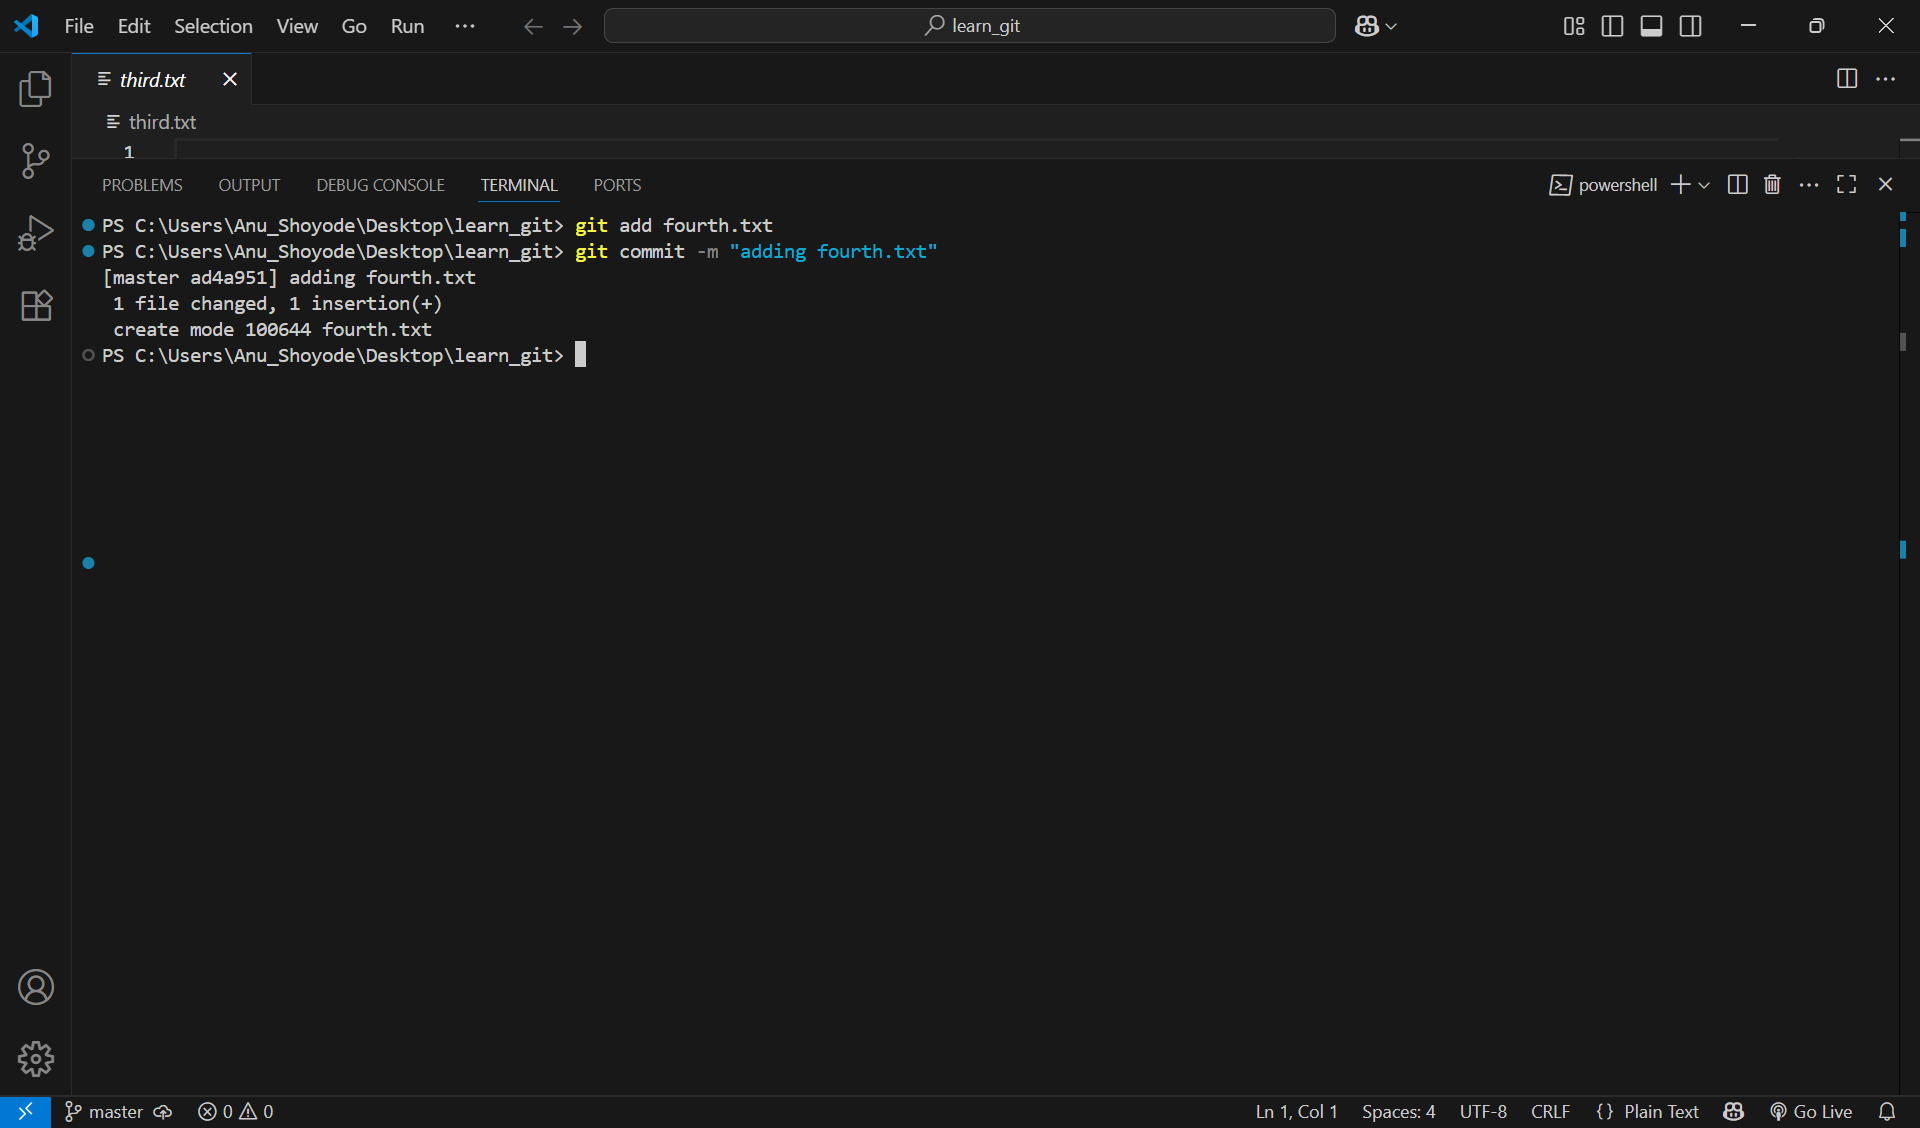 File Edit Selection View Go Run ··· learn_git
third.txt
third.txt
1
PROBLEMS OUTPUT DEBUG CONSOLE TERMINAL PORTS powershell
PS C:\Users\Anu_Shoyode\Desktop\learn_git> git add fourth.txt
PS C:\Users\Anu_Shoyode\Desktop\learn_git> git commit -m "adding fourth.txt"
[master ad4a951] adding fourth.txt
1 file changed, 1 insertion(+)
create mode 100644 fourth.txt
PS C:\Users\Anu_Shoyode\Desktop\learn_git>
master 0 0 Ln 1, Col 1 Spaces: 4 UTF-8 CRLF {} Plain Text Go Live